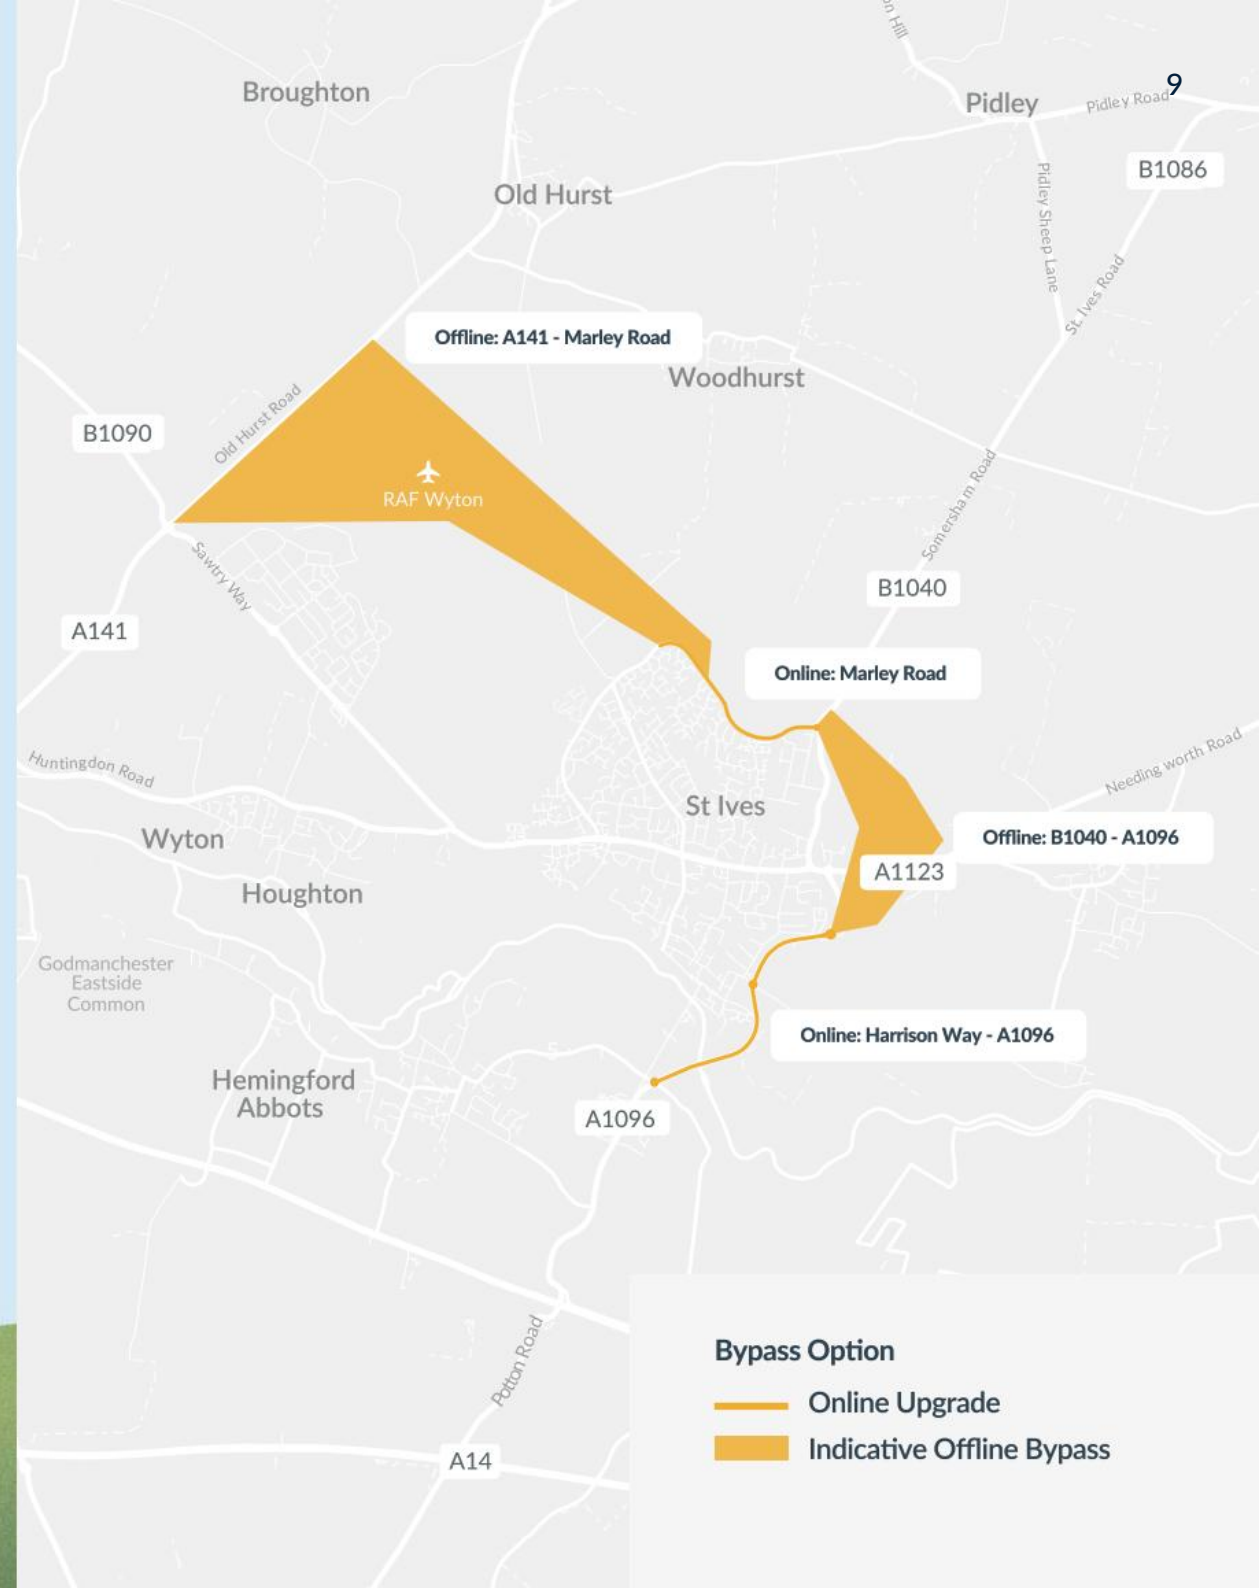 on Hill
9
Broughton
Pidley
Pidley Road
B1086
Old Hurst
Pidley Sheep Lane
St. Ives Road
Offline: A141 - Marley Road
Woodhurst
Old Hurst Road
B1090
RAF Wyton
Somersham Road
Sawtry Way
B1040
A141
Online: Marley Road
Huntingdon Road
Needingworth Road
St Ives
Wyton
Offline: B1040 - A1096
A1123
Houghton
Godmanchester
Eastside
Common
Online: Harrison Way - A1096
Hemingford
Abbots
A1096
Potton Road
A14
Bypass Option
Online Upgrade
Indicative Offline Bypass